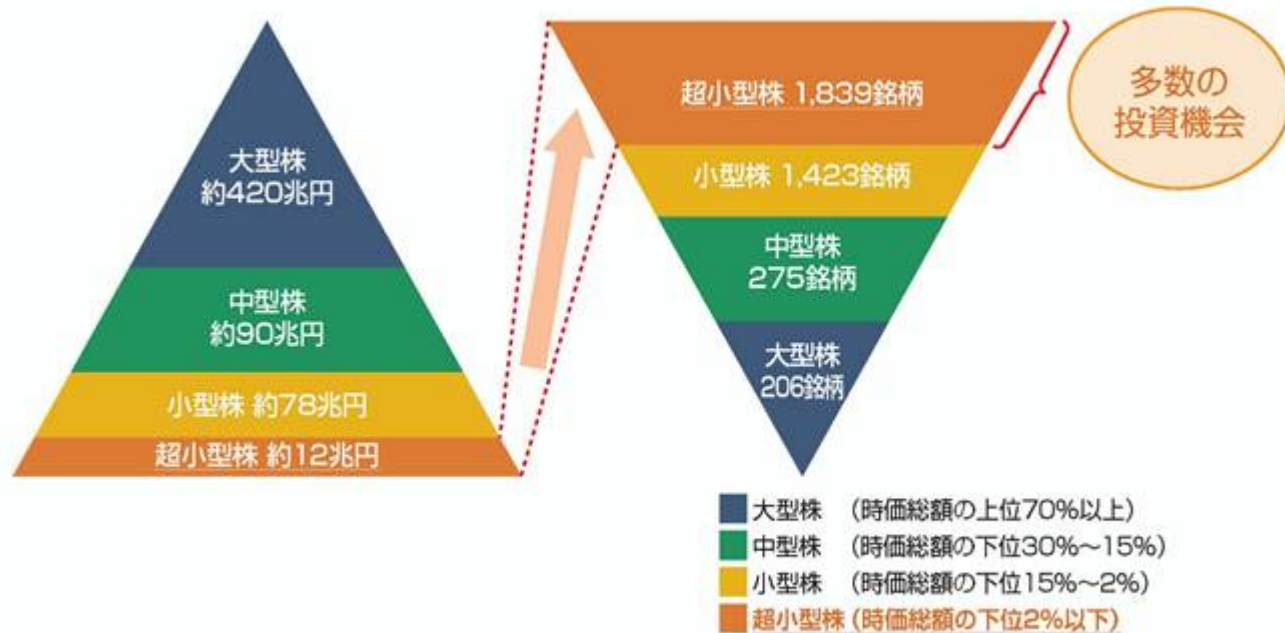 大型株
約420兆円
中型株
約90兆円
小型株 約78兆円
超小型株 約12兆円
超小型株 1,839銘柄
小型株 1,423銘柄
中型株
275銘柄
大型株
206銘柄
多数の
投資機会
大型株 (時価総額の上位70%以上)
中型株 (時価総額の下位30%～15%)
小型株 (時価総額の下位15%～2%)
超小型株 (時価総額の下位2%以下)